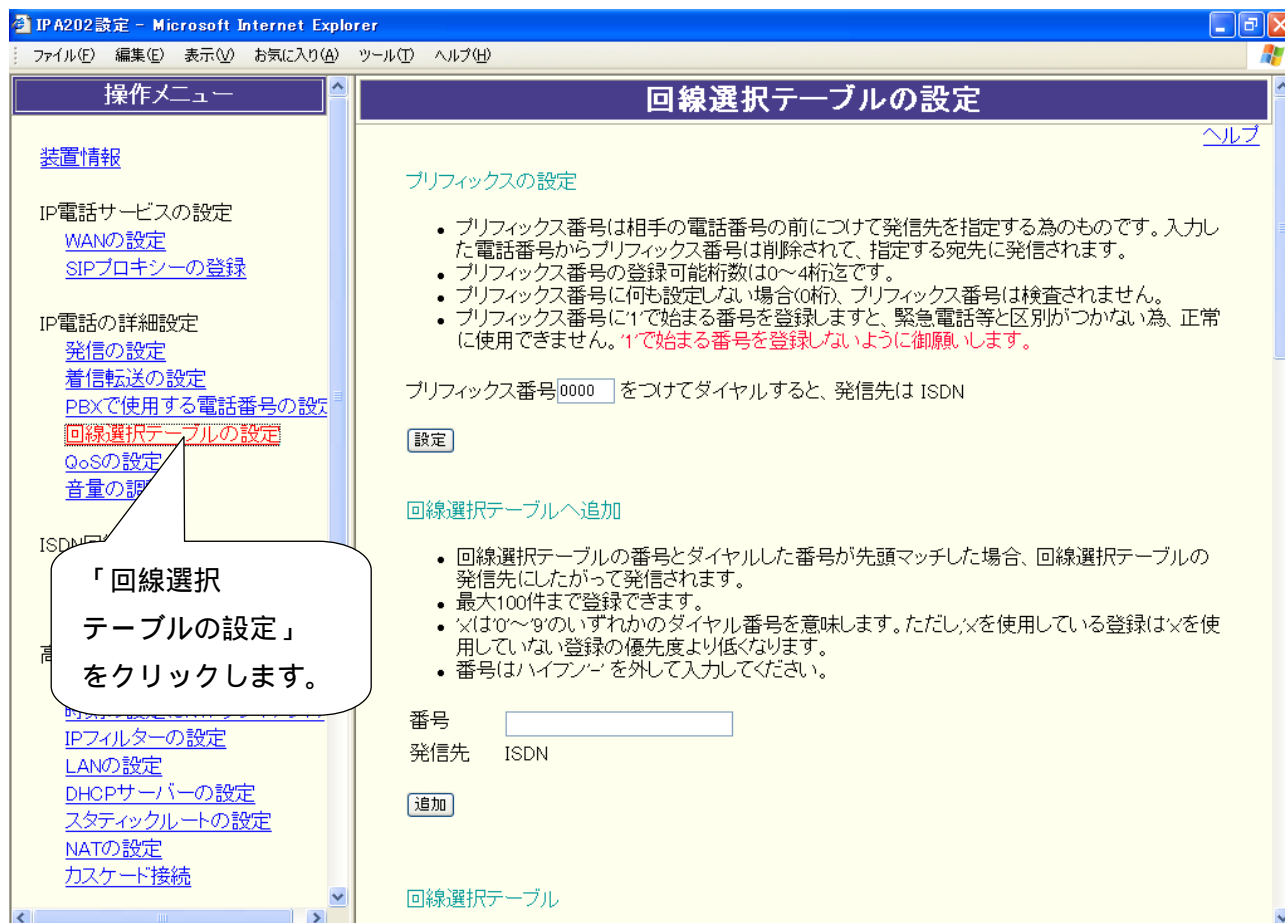 IPA202設定 - Microsoft Internet Explorer
ファイル(F) 編集(E) 表示(V) お気に入り(A) ツール(T) ヘルプ(H)
操作メニュー
装置情報
IP電話サービスの設定
WANの設定
SIPプロキシーの登録
IP電話の詳細設定
発信の設定
着信転送の設定
PBXで使用する電話番号の設定
回線選択テーブルの設定
QoSの設定
音量の調
ISDN回
「回線選択
テーブルの設定」
をクリックします。
高
IPフィルターの設定
LANの設定
DHCPサーバーの設定
スタティックルートの設定
NATの設定
カスケード接続
回線選択テーブルの設定
ヘルプ
プリフィックスの設定
• プリフィックス番号は相手の電話番号の前につけて発信先を指定する為のものです。入力し
た電話番号からプリフィックス番号は削除されて、指定する宛先に発信されます。
• プリフィックス番号の登録可能桁数は0～4桁迄です。
• プリフィックス番号に何も設定しない場合(0桁)、プリフィックス番号は検査されません。
• プリフィックス番号に'1'で始まる番号を登録しますと、緊急電話等と区別がつかない為、正常
に使用できません。'1'で始まる番号を登録しないように御願いします。
プリフィックス番号 0000 をつけてダイヤルすると、発信先は ISDN
設定
回線選択テーブルへ追加
• 回線選択テーブルの番号とダイヤルした番号が先頭マッチした場合、回線選択テーブルの
発信先にしたがって発信されます。
• 最大100件まで登録できます。
• 'x'は'0'～'9'のいずれかのダイヤル番号を意味します。ただし,'x'を使用している登録は'x'を使
用していない登録の優先度より低くなります。
• 番号はハイフン'-' を外して入力してください。
番号
発信先 ISDN
追加
回線選択テーブル